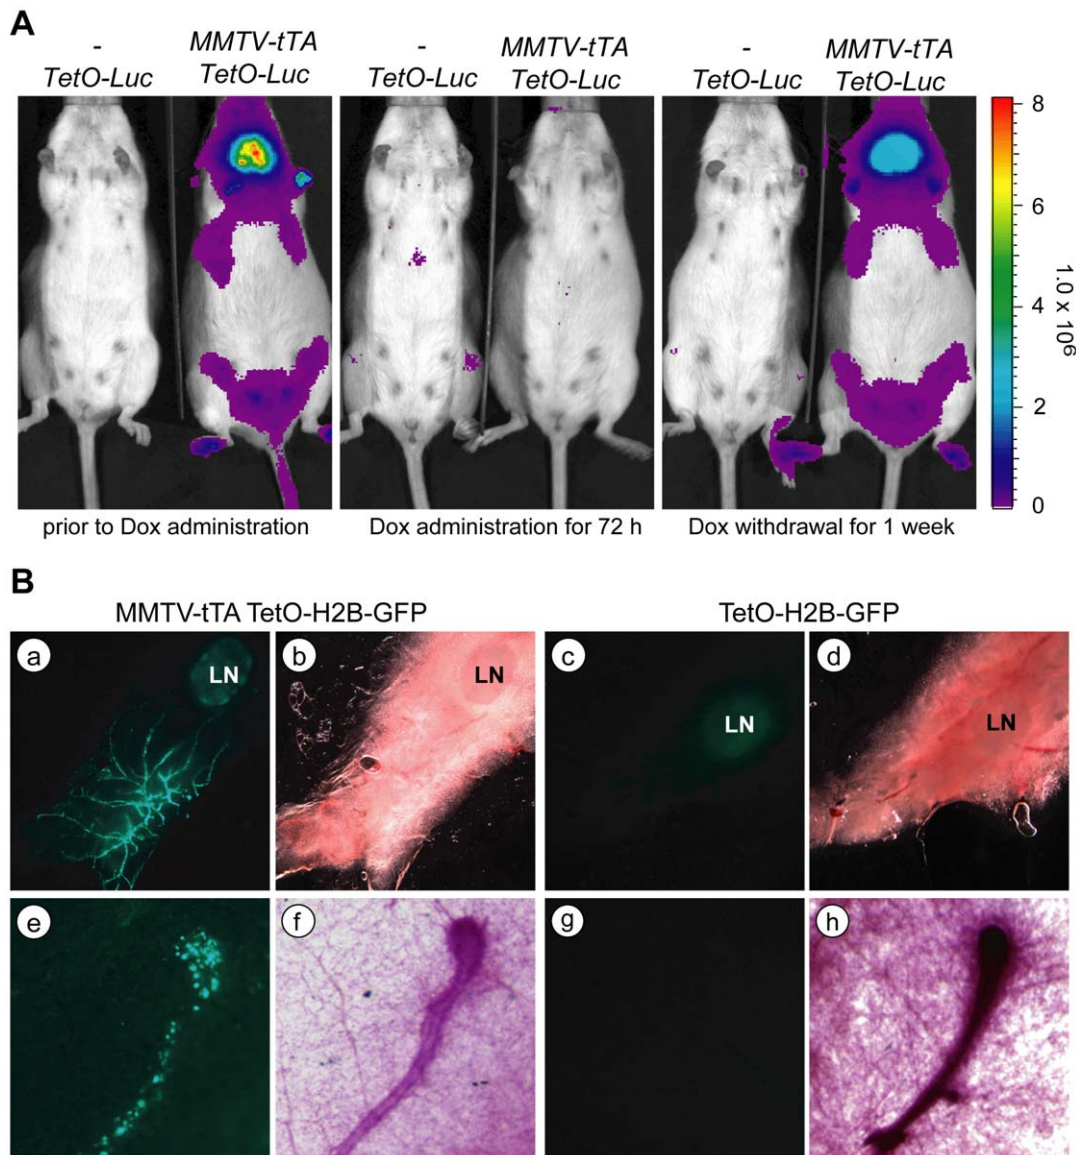 A
- MMTV-tTA - MMTV-tTA - MMTV-tTA
TetO-Luc TetO-Luc TetO-Luc TetO-Luc TetO-Luc TetO-Luc
8
6
4
2
0
1.0 x 10⁶
prior to Dox administration Dox administration for 72 h Dox withdrawal for 1 week
B
MMTV-tTA TetO-H2B-GFP TetO-H2B-GFP
a b c d
LN LN LN LN
e f g h